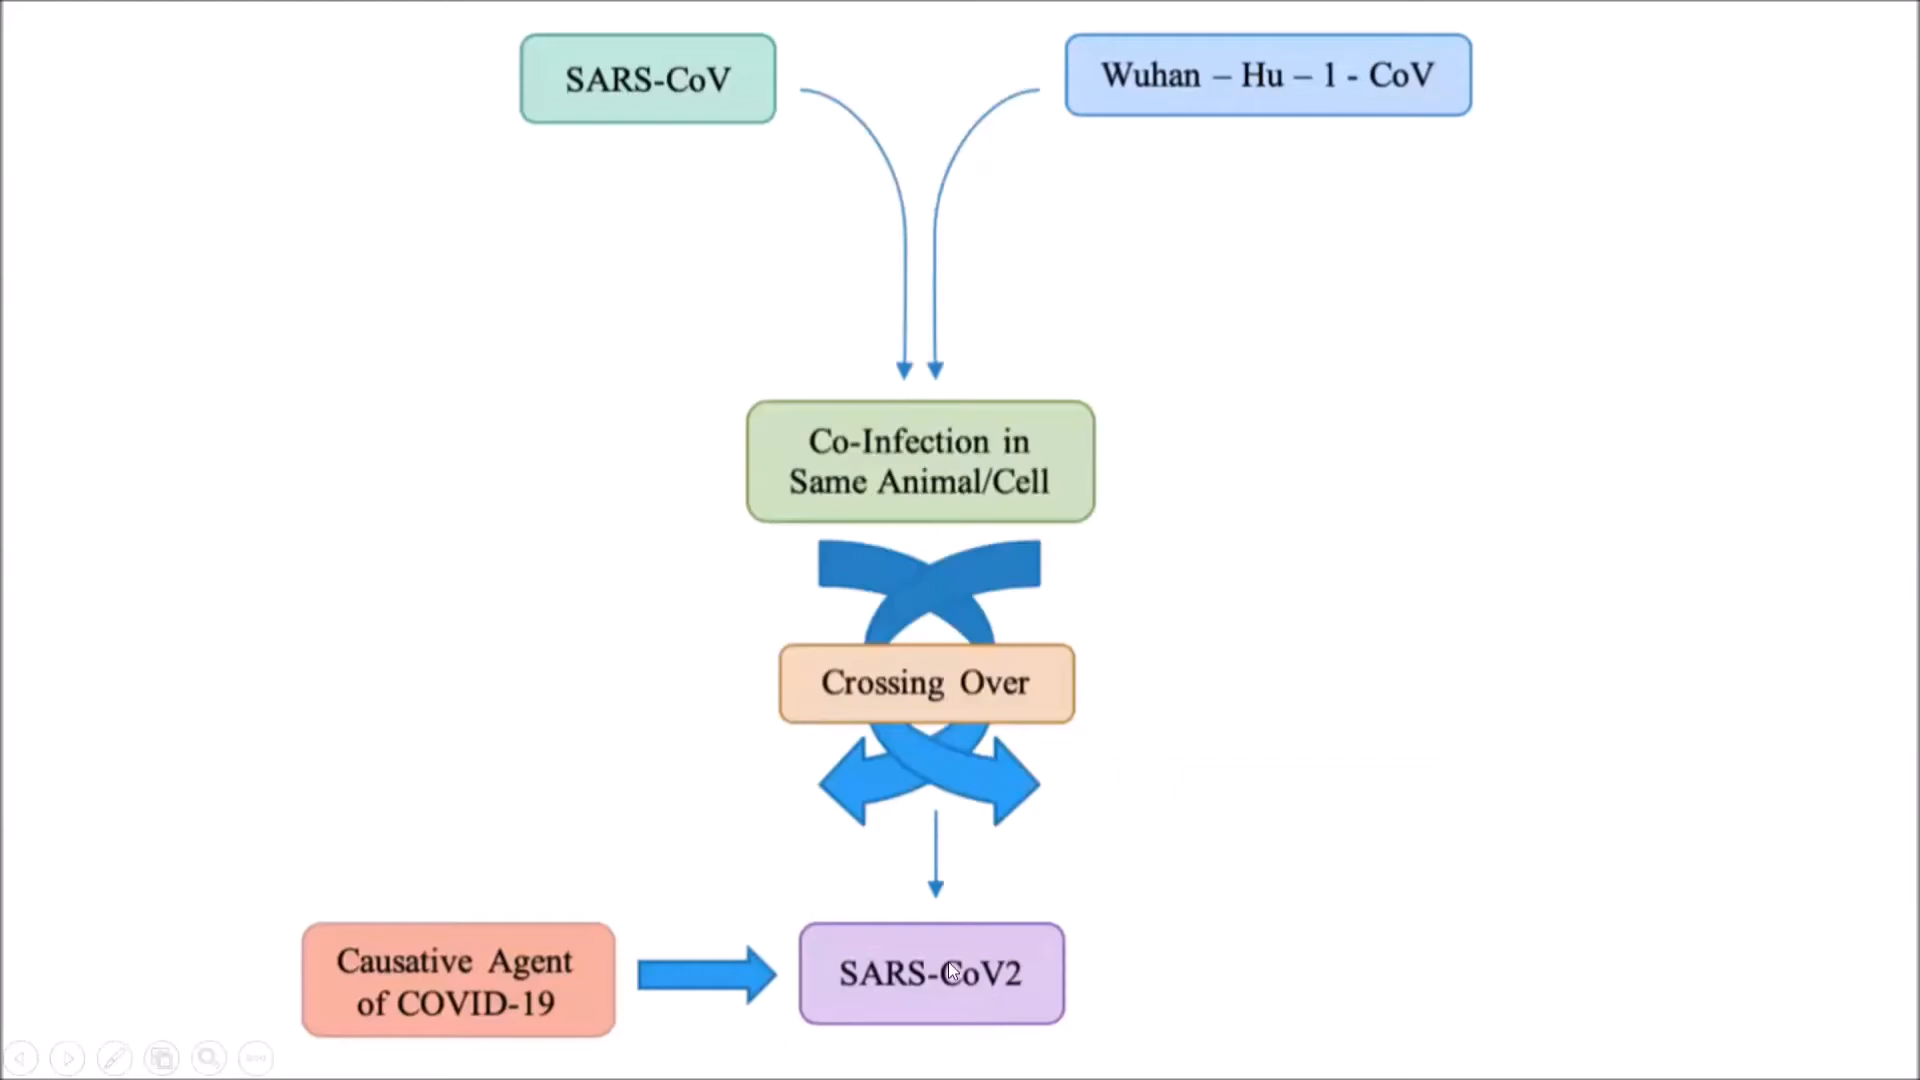 SARS-CoV
Wuhan – Hu – 1 - CoV
Co-Infection in
Same Animal/Cell
Crossing Over
Causative Agent
of COVID-19
SARS-CoV2